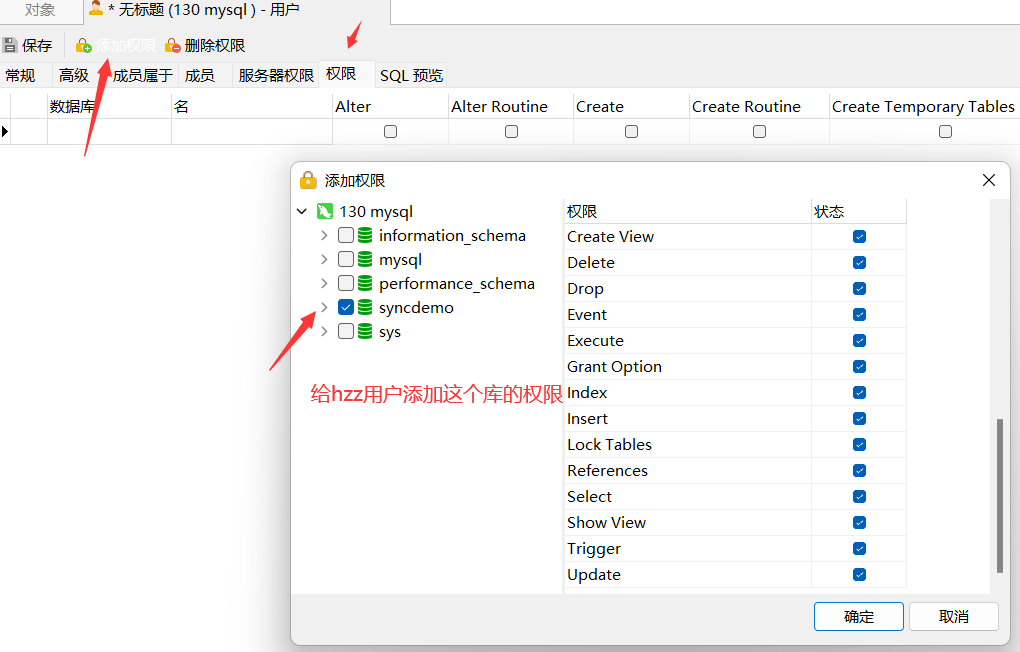 对象
* 无标题 (130 mysql ) - 用户
保存 添加权限 删除权限
常规 高级 成员属于 成员 服务器权限 权限 SQL 预览
数据库 名 Alter Alter Routine Create Create Routine Create Temporary Tables
添加权限
130 mysql
information_schema
mysql
performance_schema
syncdemo
sys
给hzz用户添加这个库的权限
权限 状态
Create View
Delete
Drop
Event
Execute
Grant Option
Index
Insert
Lock Tables
References
Select
Show View
Trigger
Update
确定 取消